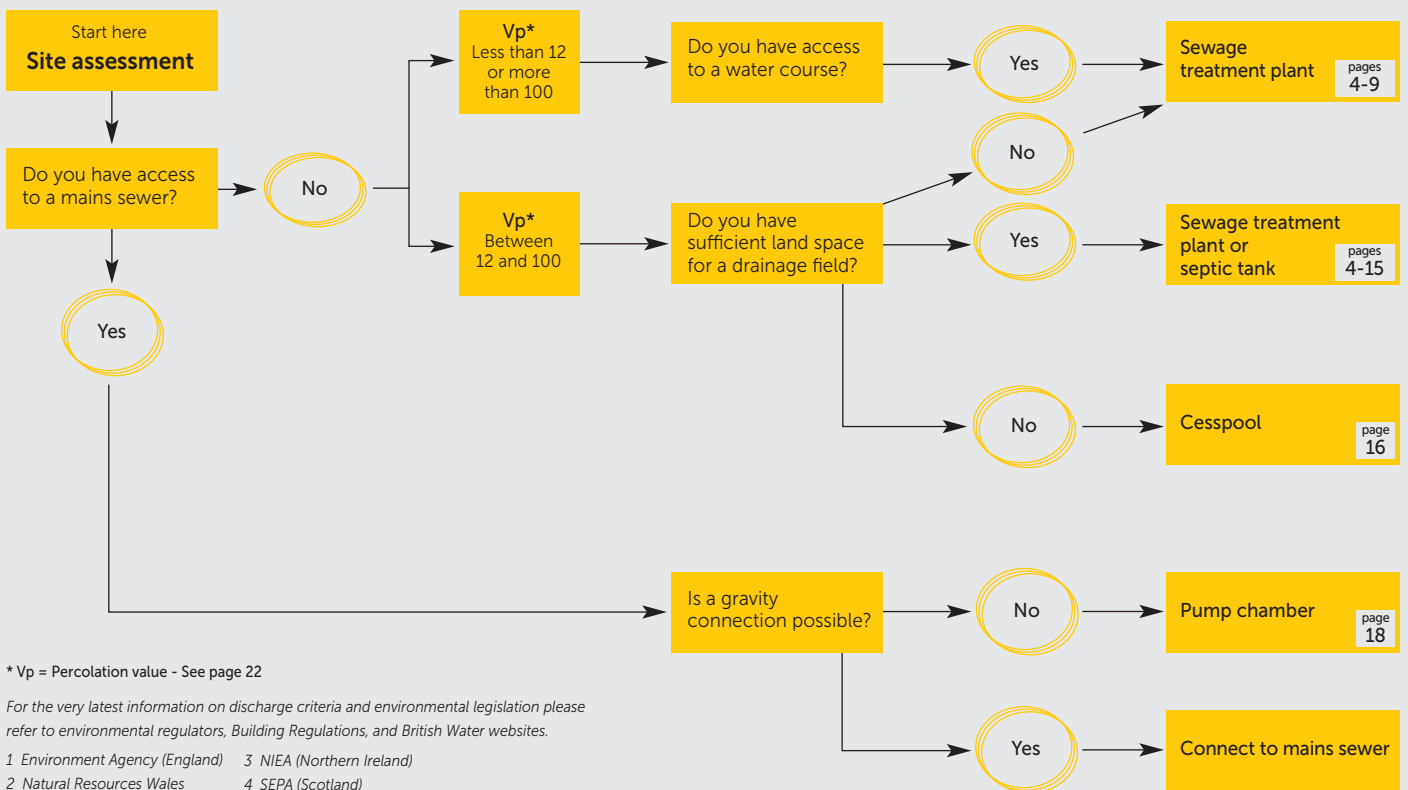 Start here
Site assessment
Do you have access
to a mains sewer?
No
Yes
Vp*
Less than 12
or more
than 100
Do you have access
to a water course?
Yes
Sewage
treatment plant
pages
4-9
No
Vp*
Between
12 and 100
Do you have
sufficient land space
for a drainage field?
Yes
Sewage treatment
plant or
septic tank
pages
4-15
No
Cesspool
page
16
Is a gravity
connection possible?
No
Pump chamber
page
18
Yes
Connect to mains sewer
* Vp = Percolation value - See page 22
For the very latest information on discharge criteria and environmental legislation please
refer to environmental regulators, Building Regulations, and British Water websites.
1 Environment Agency (England) 3 NIEA (Northern Ireland)
2 Natural Resources Wales 4 SEPA (Scotland)